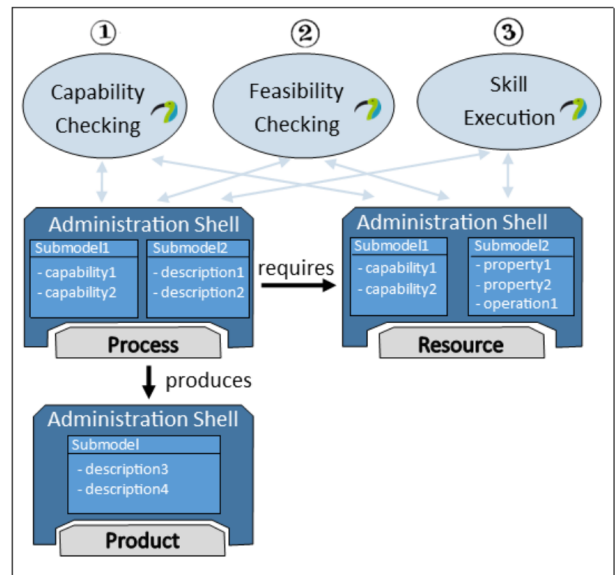 ① ② ③
Capability
Checking
Feasibility
Checking
Skill
Execution
Administration Shell
Submodel1
- capability1
- capability2
Submodel2
- description1
- description2
Process
requires
Administration Shell
Submodel1
- capability1
- capability2
Submodel2
- property1
- property2
- operation1
Resource
produces
Administration Shell
Submodel
- description3
- description4
Product